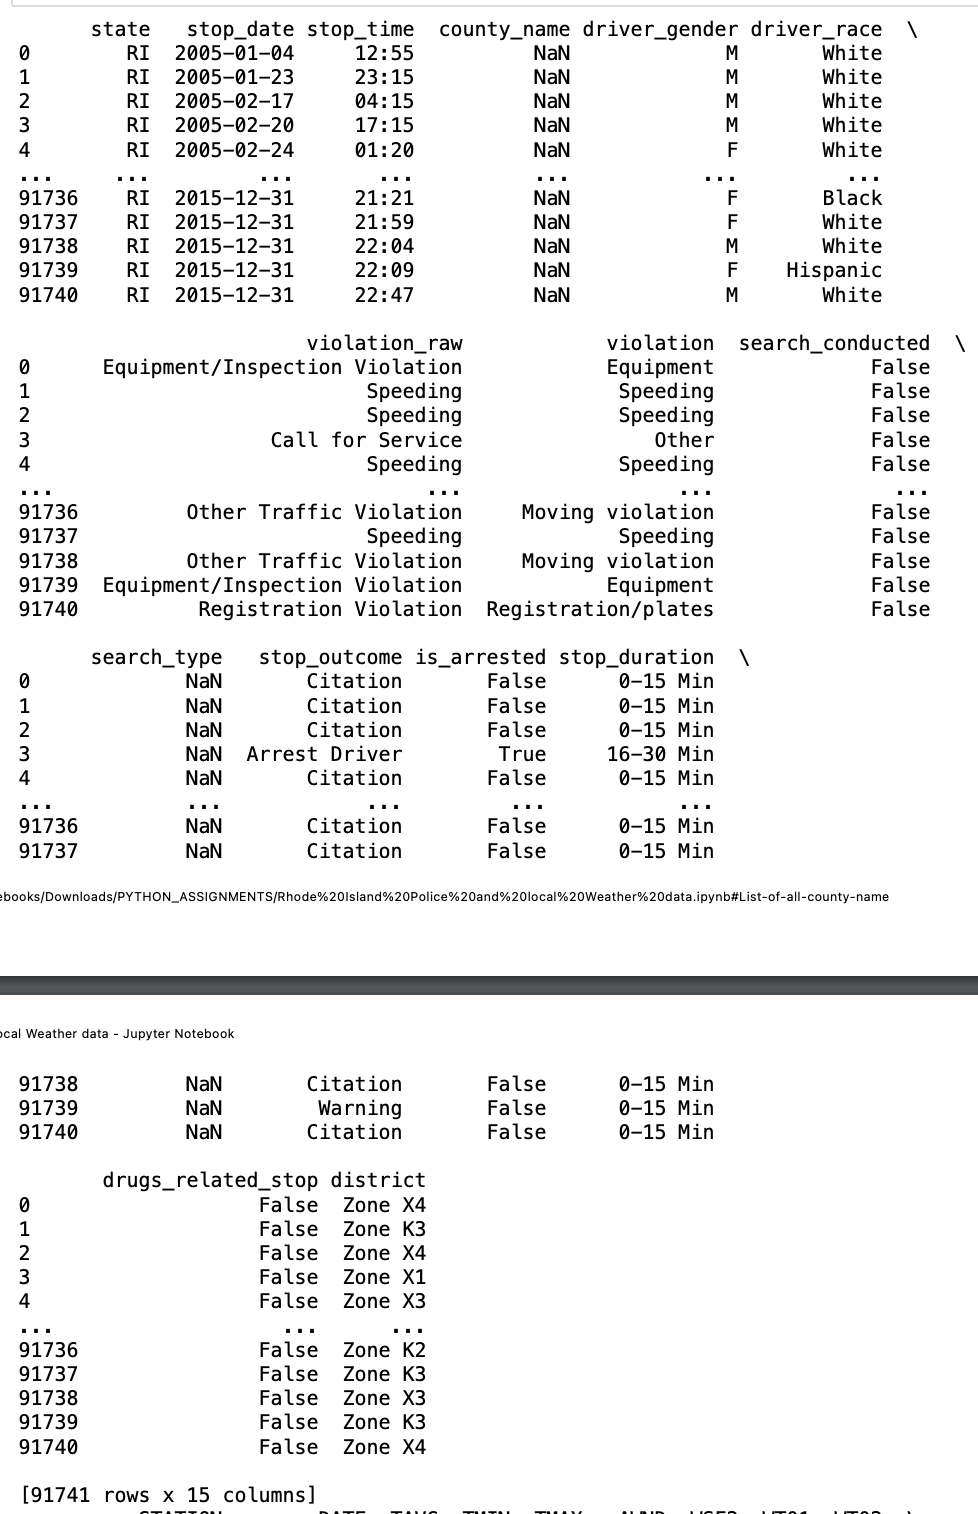 state stop_date stop_time county_name driver_gender driver_race \
0 RI 2005-01-04 12:55 NaN M White
1 RI 2005-01-23 23:15 NaN M White
2 RI 2005-02-17 04:15 NaN M White
3 RI 2005-02-20 17:15 NaN M White
4 RI 2005-02-24 01:20 NaN F White
... ... ... ... ... ... ...
91736 RI 2015-12-31 21:21 NaN F Black
91737 RI 2015-12-31 21:59 NaN F White
91738 RI 2015-12-31 22:04 NaN M White
91739 RI 2015-12-31 22:09 NaN F Hispanic
91740 RI 2015-12-31 22:47 NaN M White
violation_raw violation search_conducted \
0 Equipment/Inspection Violation Equipment False
1 Speeding Speeding False
2 Speeding Speeding False
3 Call for Service Other False
4 Speeding Speeding False
... ... ... ...
91736 Other Traffic Violation Moving violation False
91737 Speeding Speeding False
91738 Other Traffic Violation Moving violation False
91739 Equipment/Inspection Violation Equipment False
91740 Registration Violation Registration/plates False
search_type stop_outcome is_arrested stop_duration \
0 NaN Citation False 0-15 Min
1 NaN Citation False 0-15 Min
2 NaN Citation False 0-15 Min
3 NaN Arrest Driver True 16-30 Min
4 NaN Citation False 0-15 Min
... ... ... ... ...
91736 NaN Citation False 0-15 Min
91737 NaN Citation False 0-15 Min
ebooks/Downloads/PYTHON_ASSIGNMENTS/Rhode%20Island%20Police%20and%20local%20Weather%20data.ipynb#List-of-all-county-name
ocal Weather data - Jupyter Notebook
91738 NaN Citation False 0-15 Min
91739 NaN Warning False 0-15 Min
91740 NaN Citation False 0-15 Min
drugs_related_stop district
0 False Zone X4
1 False Zone K3
2 False Zone X4
3 False Zone X1
4 False Zone X3
... ... ...
91736 False Zone K2
91737 False Zone K3
91738 False Zone X3
91739 False Zone K3
91740 False Zone X4
[91741 rows x 15 columns]